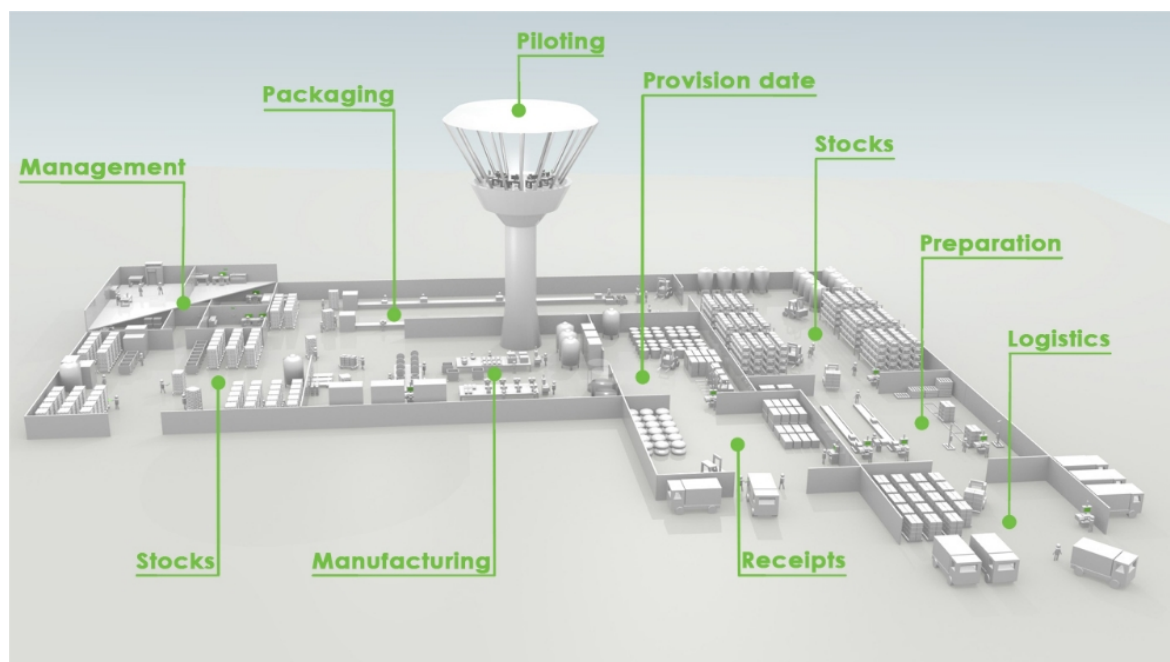 Piloting
Provision date
Packaging
Stocks
Management
Preparation
Logistics
Stocks
Manufacturing
Receipts